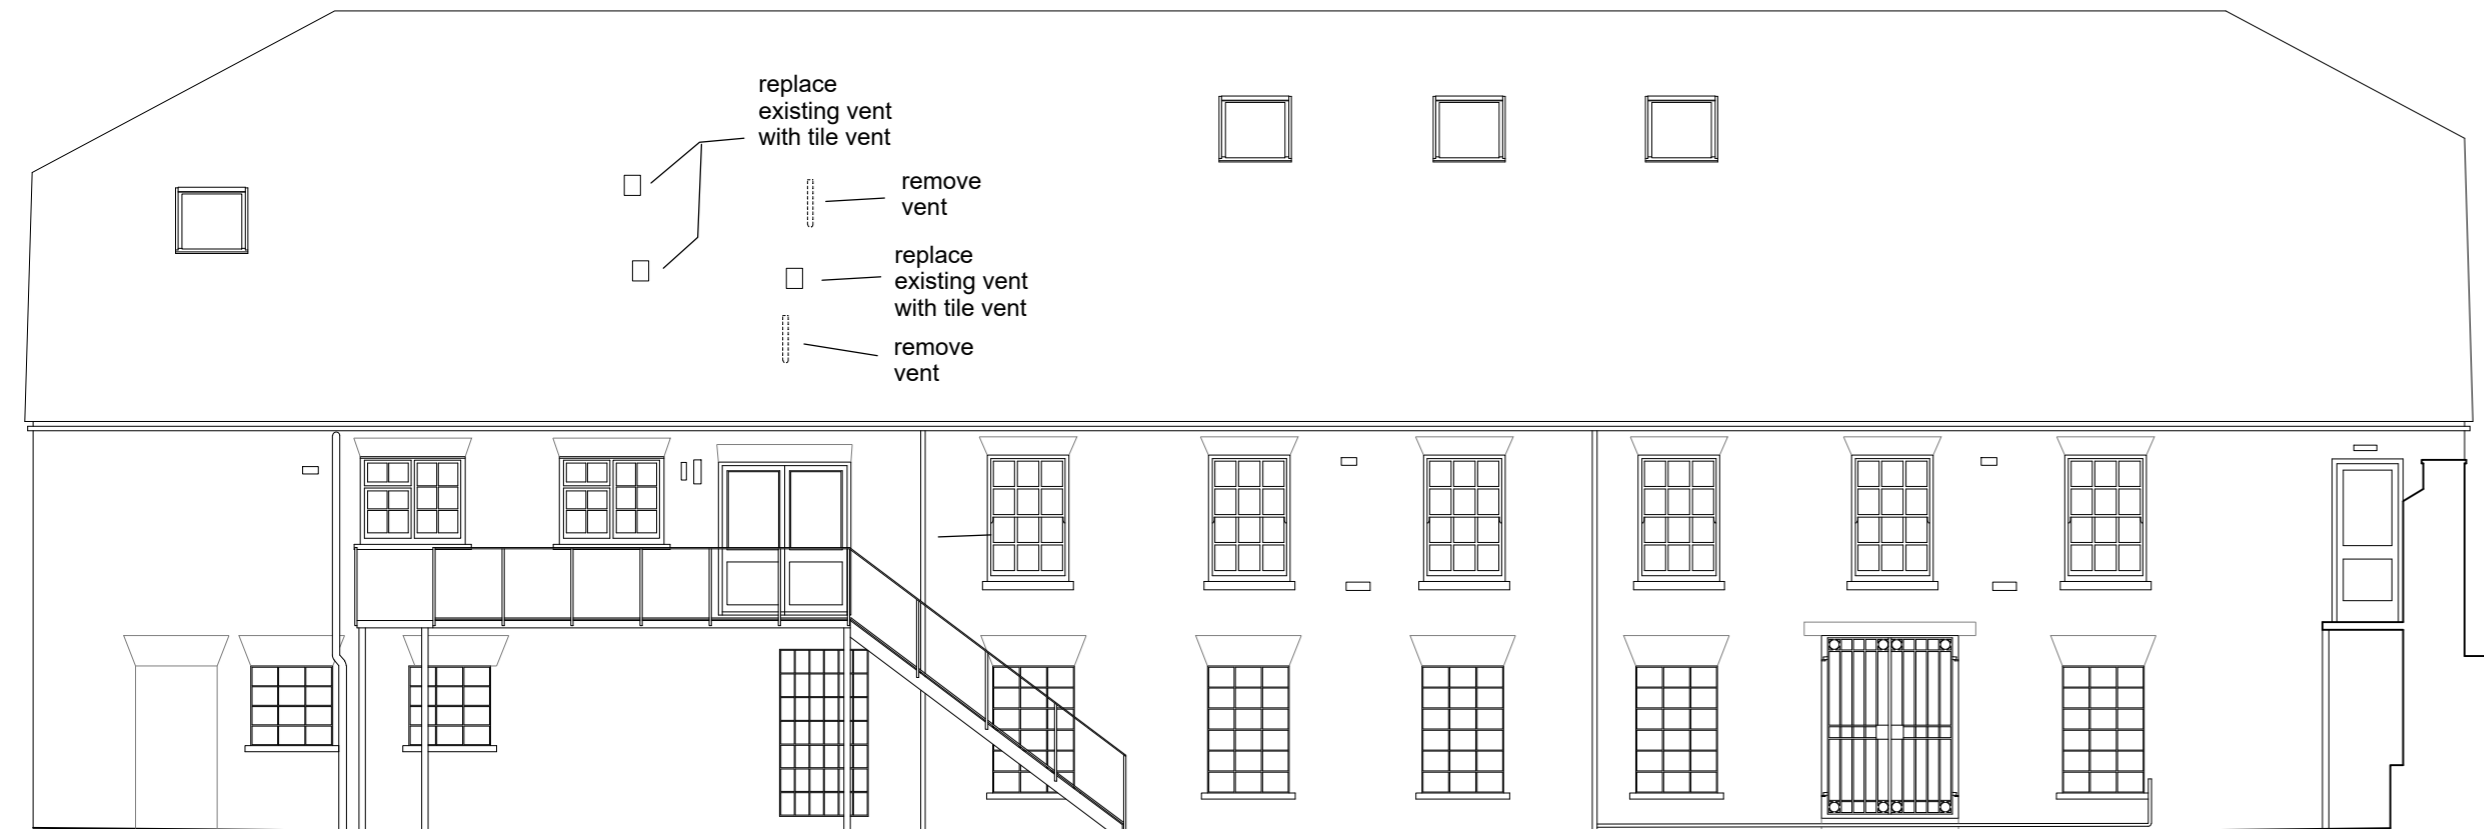 replace
existing vent
with tile vent
remove
vent
replace
existing vent
with tile vent
remove
vent